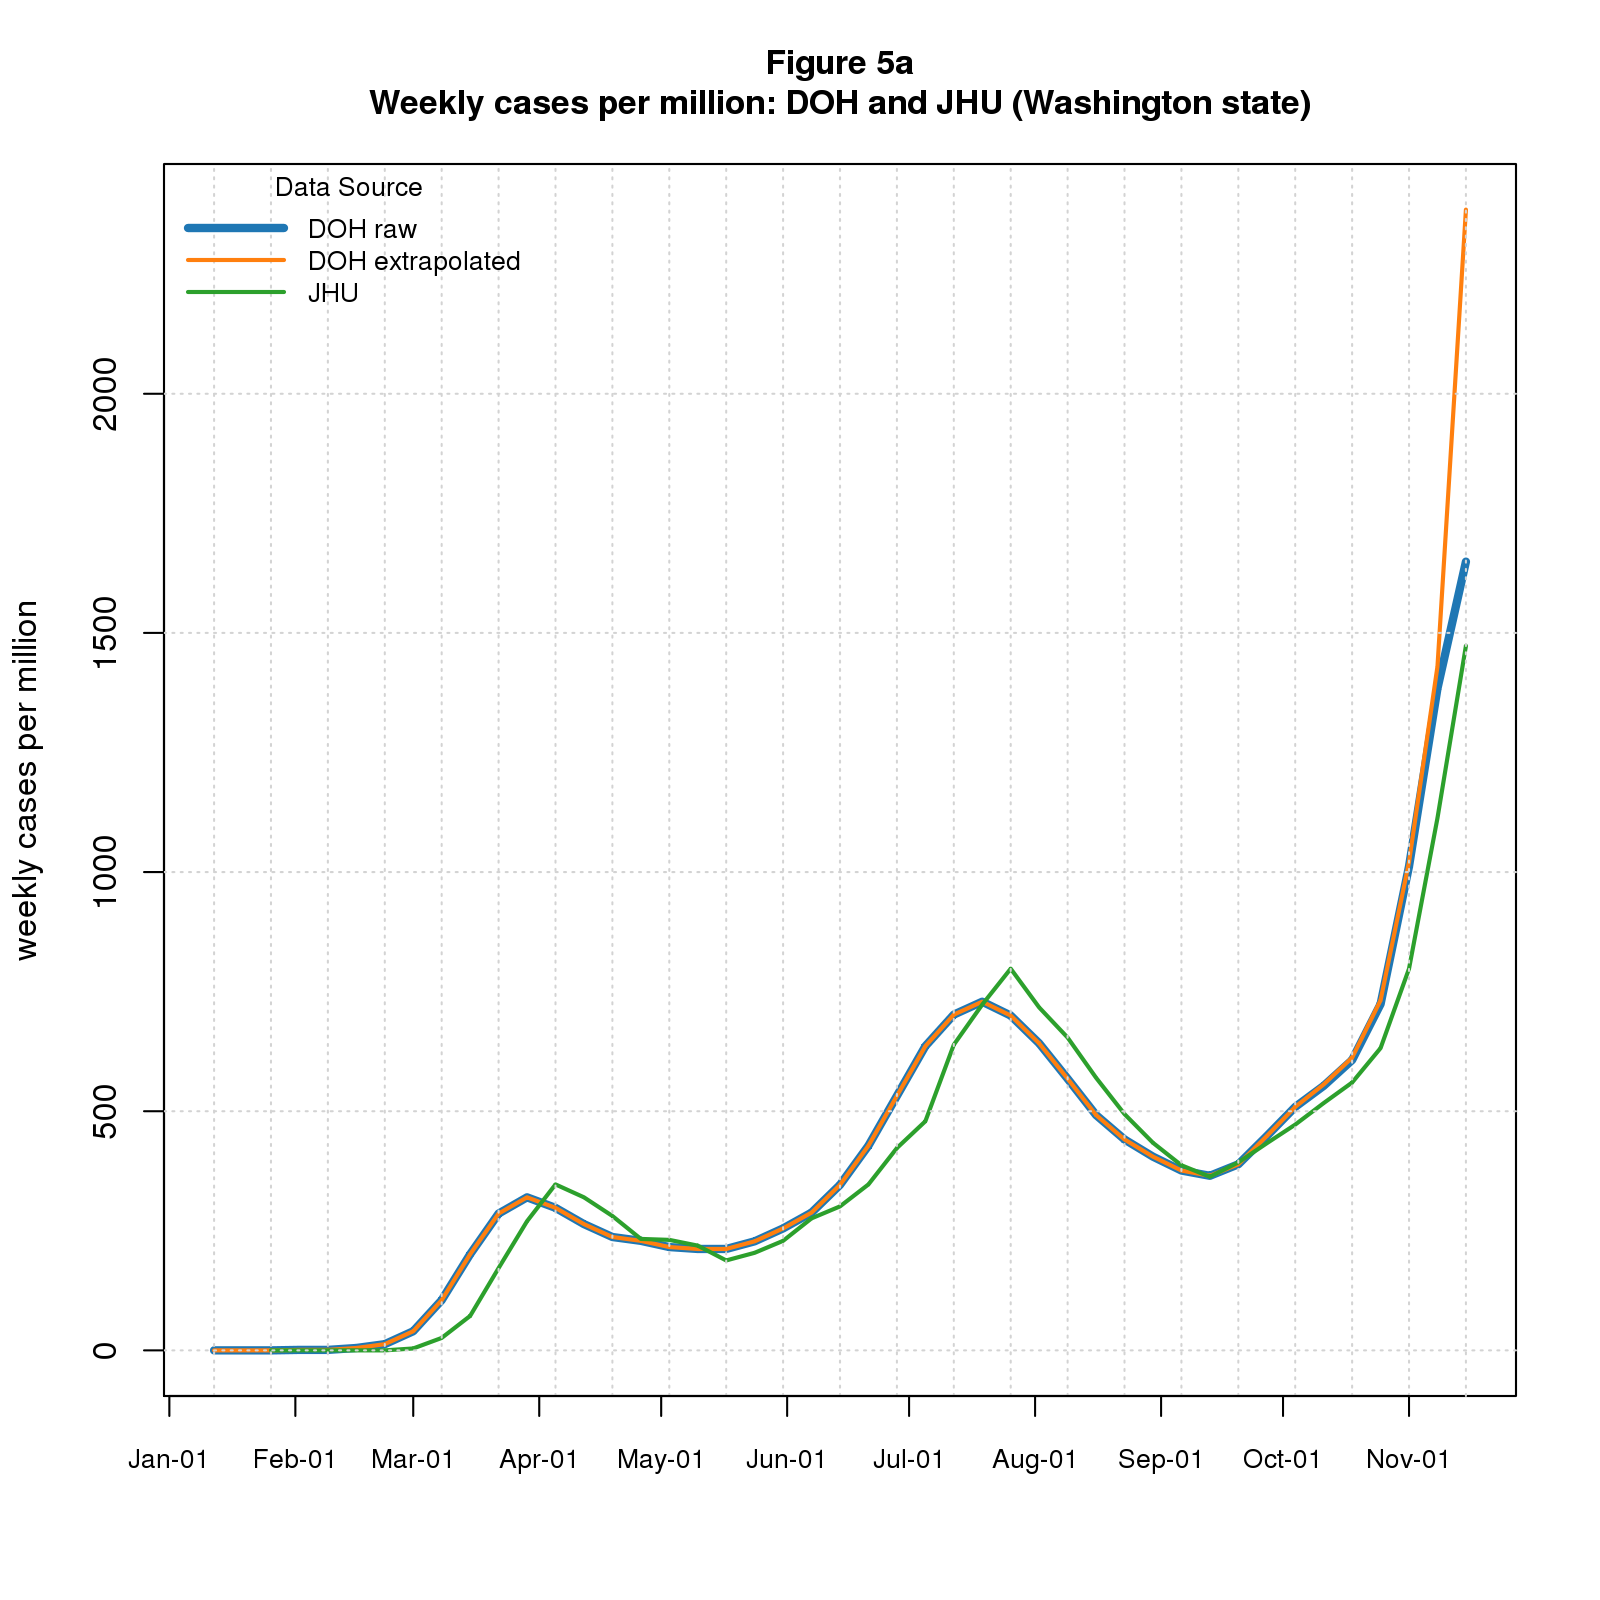 Figure 5a
Weekly cases per million: DOH and JHU (Washington state)
Data Source
DOH raw
DOH extrapolated
JHU
weekly cases per million
2000
1500
1000
500
0
Jan-01 Feb-01 Mar-01 Apr-01 May-01 Jun-01 Jul-01 Aug-01 Sep-01 Oct-01 Nov-01